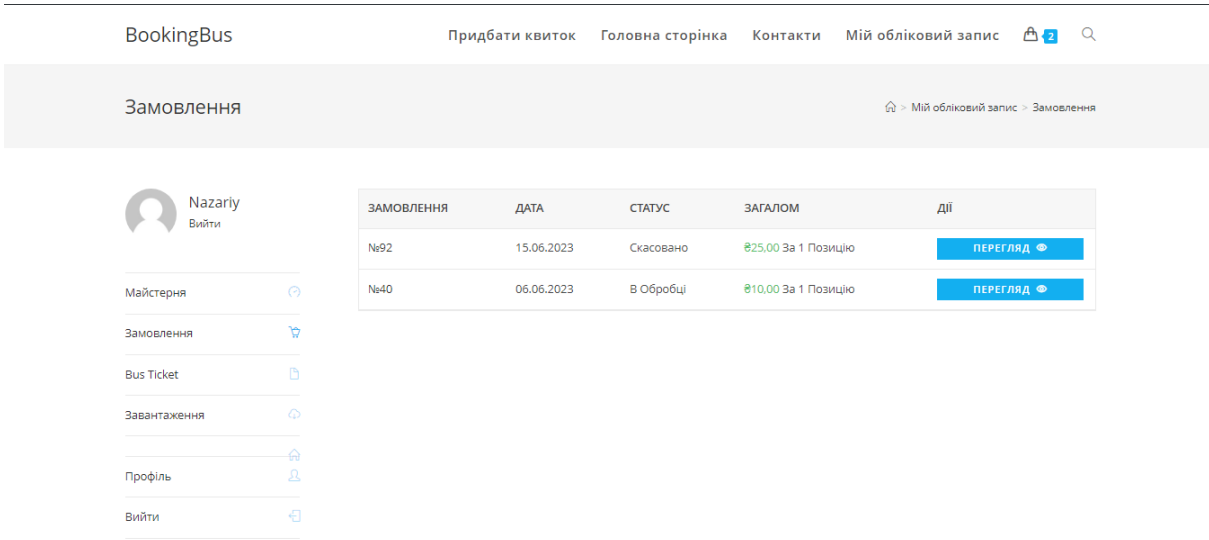 BookingBus
Придбати квиток Головна сторінка Контакти Мій обліковий запис 2
Замовлення
> Мій обліковий запис > Замовлення
Nazariy
Вийти
Майстерня
Замовлення
Bus Ticket
Завантаження
Профіль
Вийти
ЗАМОВЛЕННЯ ДАТА СТАТУС ЗАГАЛОМ ДІЇ
№92 15.06.2023 Скасовано ₴25,00 За 1 Позицію ПЕРЕГЛЯД
№40 06.06.2023 В Обробці ₴10,00 За 1 Позицію ПЕРЕГЛЯД